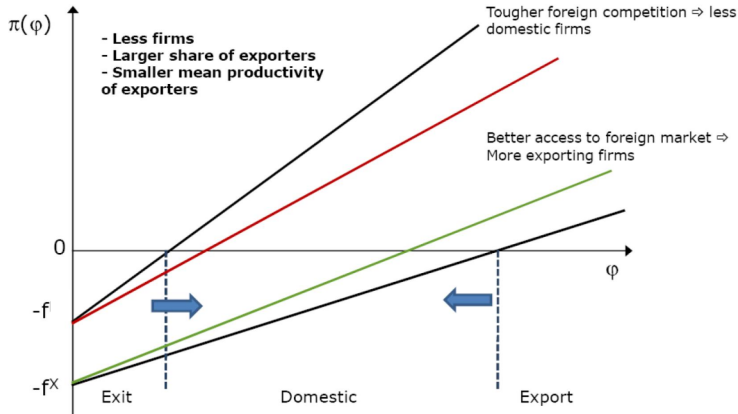 π(φ)
- Less firms
- Larger share of exporters
- Smaller mean productivity
of exporters
Tougher foreign competition ⇨ less
domestic firms
Better access to foreign market ⇨
More exporting firms
0
φ
-f
-fˣ
Exit
Domestic
Export